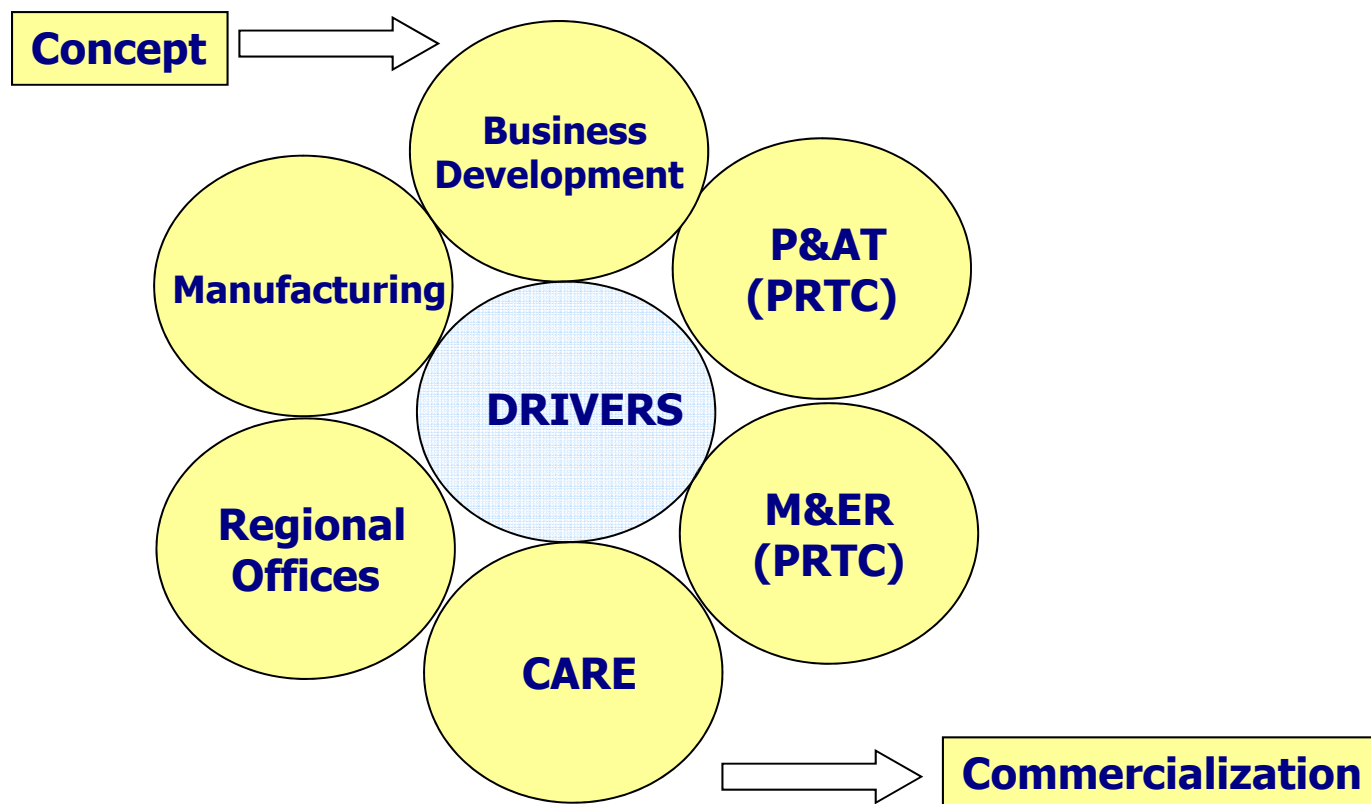 Concept
Business
Development
P&AT
(PRTC)
Manufacturing
DRIVERS
M&ER
(PRTC)
Regional
Offices
CARE
Commercialization